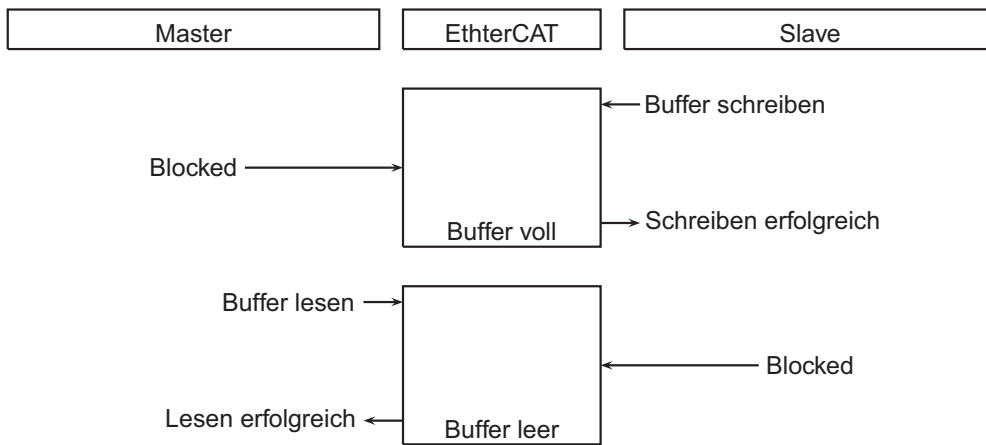 Master
EthterCAT
Slave
Buffer schreiben
Blocked
Schreiben erfolgreich
Buffer voll
Buffer lesen
Blocked
Lesen erfolgreich
Buffer leer